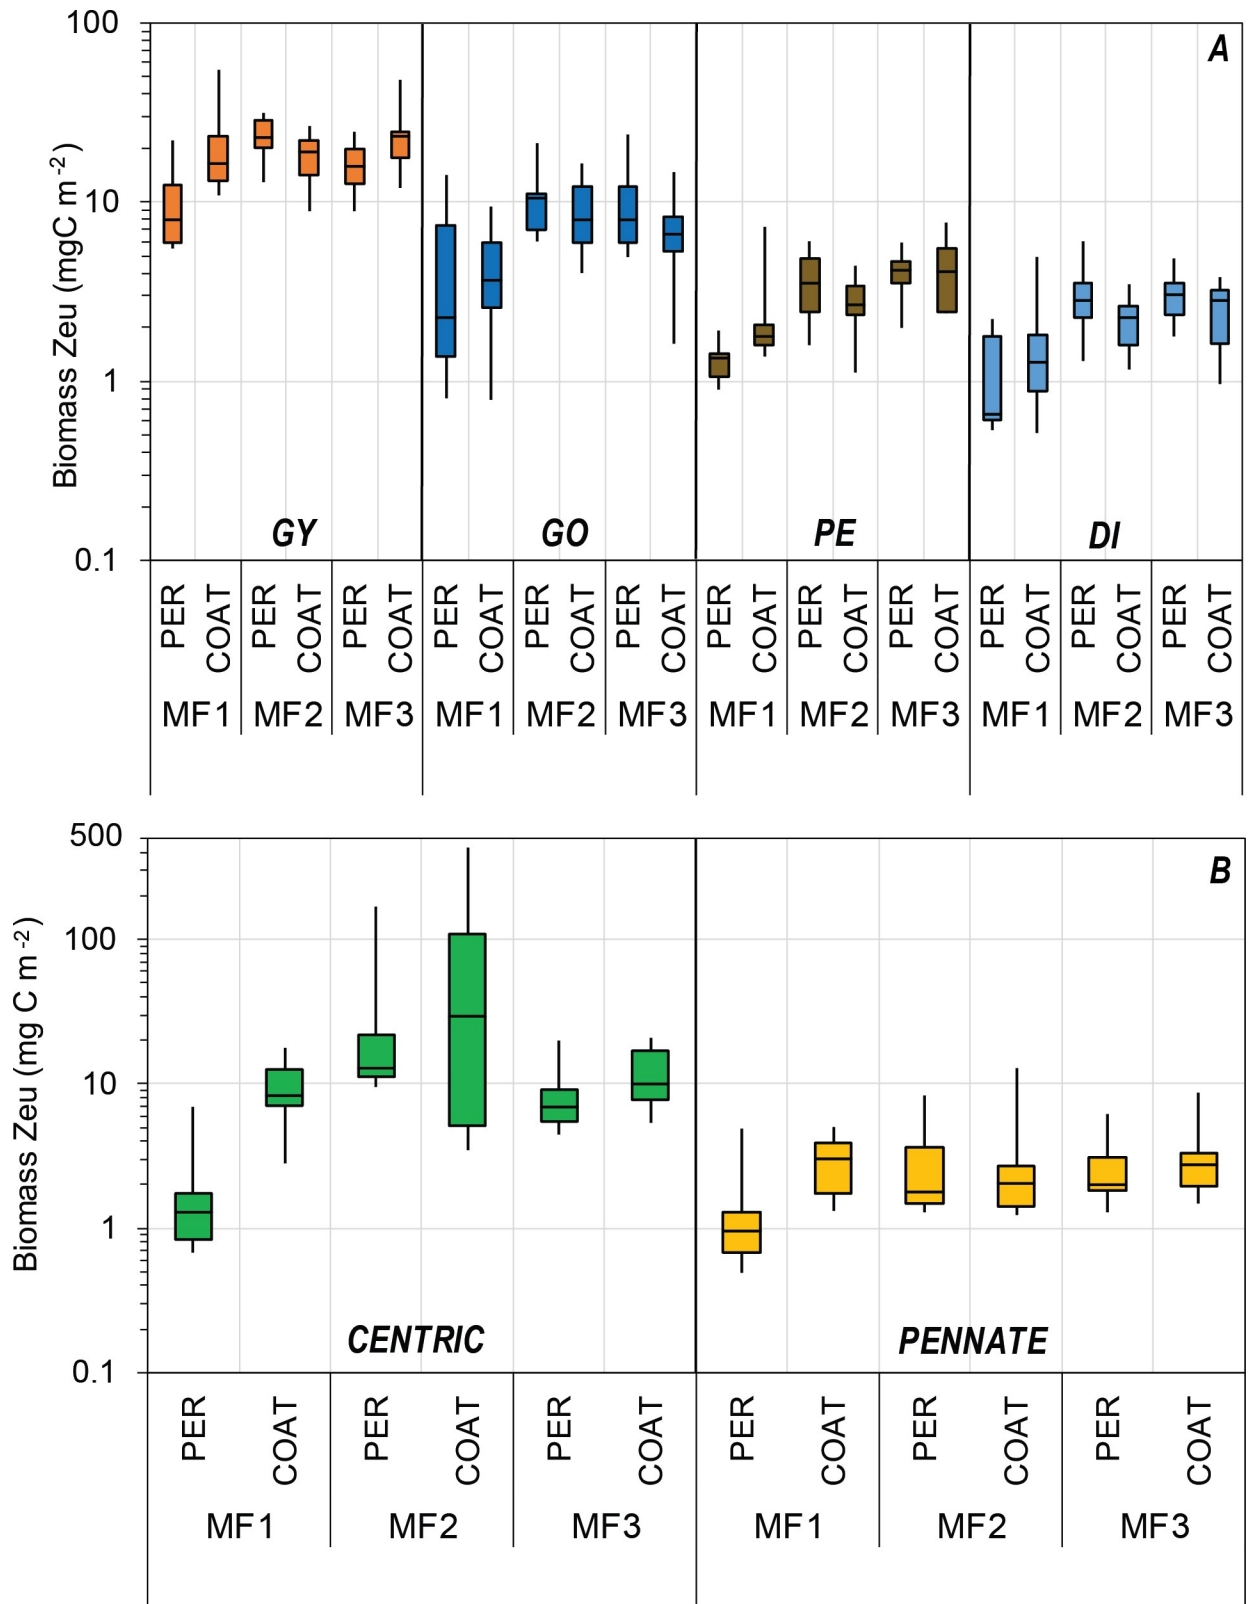 100
A
10
1
0.1
Biomass Zeu (mgC m⁻²)
GY GO PE DI
PER COAT PER COAT PER COAT PER COAT PER COAT PER COAT PER COAT PER COAT PER COAT PER COAT PER COAT PER COAT
MF1 MF2 MF3 MF1 MF2 MF3 MF1 MF2 MF3 MF1 MF2 MF3
500
B
100
10
1
0.1
Biomass Zeu (mg C m⁻²)
CENTRIC PENNATE
PER COAT PER COAT PER COAT PER COAT PER COAT PER COAT
MF1 MF2 MF3 MF1 MF2 MF3